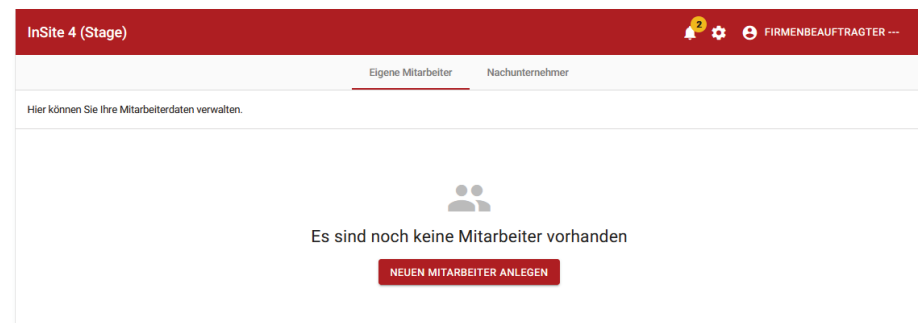 InSite 4 (Stage)
2
FIRMENBEAUFTRAGTER ---
Eigene Mitarbeiter
Nachunternehmer
Hier können Sie Ihre Mitarbeiterdaten verwalten.
Es sind noch keine Mitarbeiter vorhanden
NEUEN MITARBEITER ANLEGEN